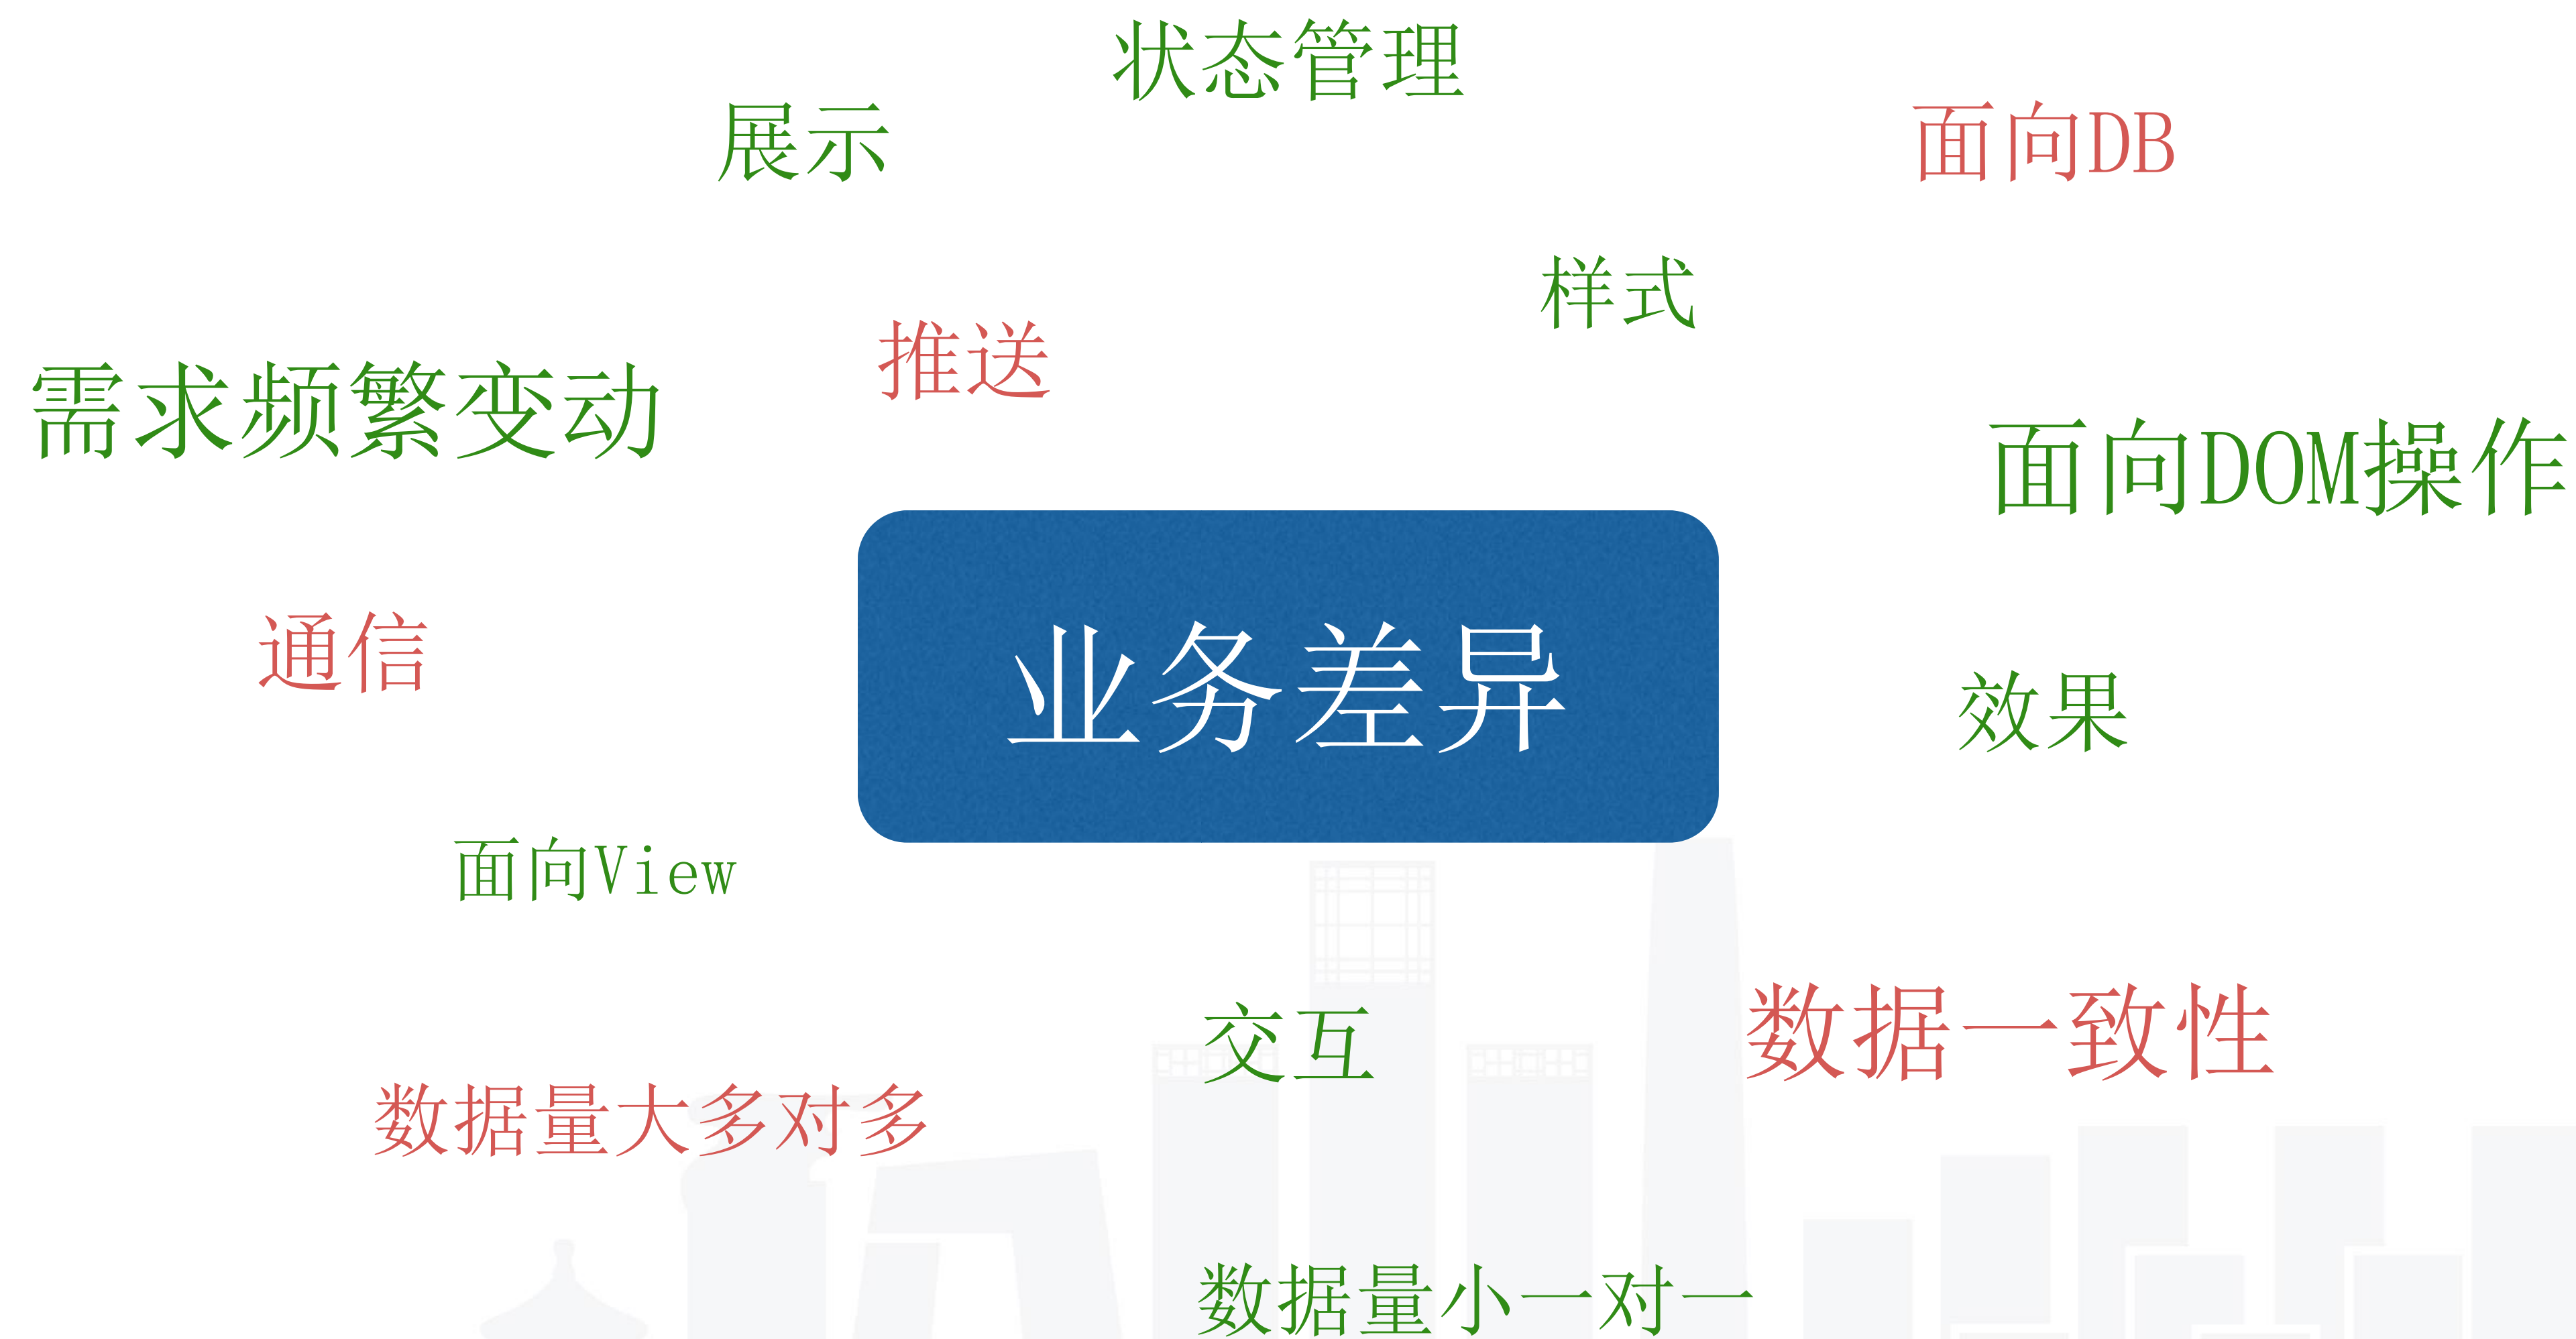 状态管理
展示
面向DB
样式
推送
需求频繁变动
面向DOM操作
通信
业务差异
效果
面向View
数据一致性
交互
数据量大多对多
数据量小一对一